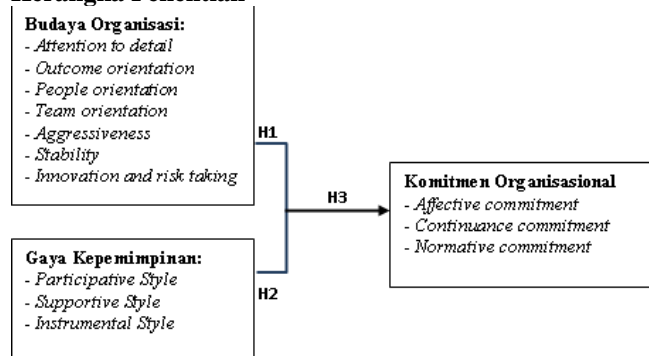 Kerangka Penelitian
Budaya Organisasi:
- Attention to detail
- Outcome orientation
- People orientation
- Team orientation
- Aggressiveness
- Stability
- Innovation and risk taking
H1
H3
Komitmen Organisasional
- Affective commitment
- Continuance commitment
- Normative commitment
Gaya Kepemimpinan:
- Participative Style
- Supportive Style
- Instrumental Style
H2